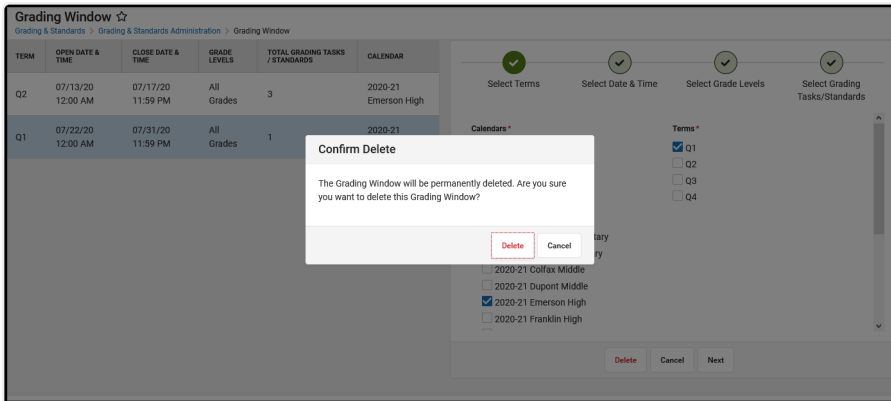 Grading Window
Grading & Standards > Grading & Standards Administration > Grading Window
TERM
OPEN DATE &
TIME
CLOSE DATE &
TIME
GRADE
LEVELS
TOTAL GRADING TASKS
/ STANDARDS
CALENDAR
Q2
07/13/20
12:00 AM
07/17/20
11:59 PM
All
Grades
3
2020-21
Emerson High
Q1
07/22/20
12:00 AM
07/31/20
11:59 PM
All
Grades
1
2020-21
Select Terms
Select Date & Time
Select Grade Levels
Select Grading
Tasks/Standards
Calendars*
Terms*
Q1
Q2
Q3
Q4
Confirm Delete
The Grading Window will be permanently deleted. Are you sure
you want to delete this Grading Window?
Delete Cancel
tary
ry
2020-21 Colfax Middle
2020-21 Dupont Middle
2020-21 Emerson High
2020-21 Franklin High
Delete Cancel Next